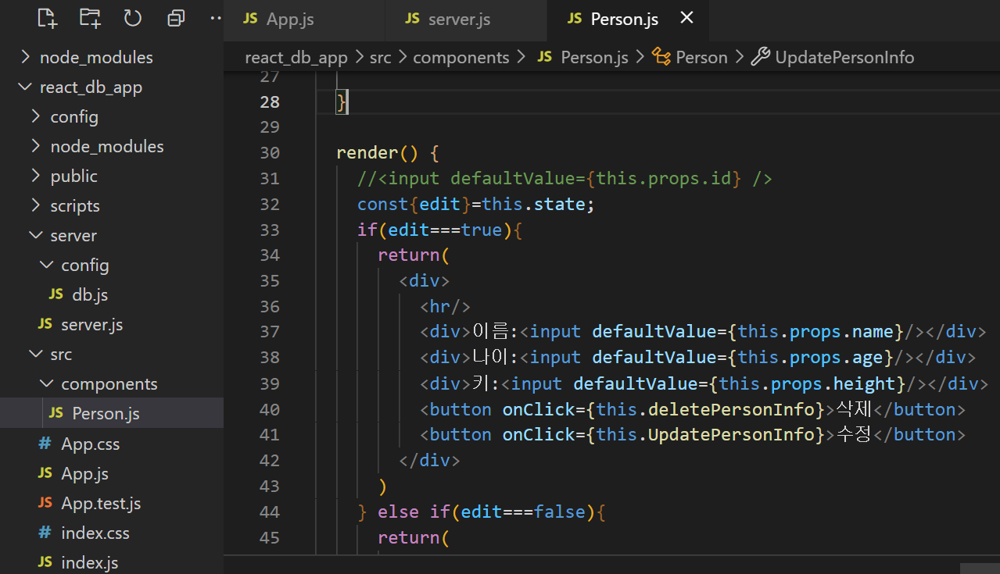 JS App.js
JS server.js
JS Person.js
node_modules
react_db_app
config
node_modules
public
scripts
server
config
JS db.js
JS server.js
src
components
JS Person.js
# App.css
JS App.js
JS App.test.js
# index.css
JS index.js
react_db_app > src > components > JS Person.js > Person > UpdatePersonInfo
27
28 }
29
30 render() {
31 //<input defaultValue={this.props.id} />
32 const{edit}=this.state;
33 if(edit===true){
34 return(
35 <div>
36 <hr/>
37 <div>이름:<input defaultValue={this.props.name}/></div>
38 <div>나이:<input defaultValue={this.props.age}/></div>
39 <div>키:<input defaultValue={this.props.height}/></div>
40 <button onClick={this.deletePersonInfo}>삭제</button>
41 <button onClick={this.UpdatePersonInfo}>수정</button>
42 </div>
43 )
44 } else if(edit===false){
45 return(